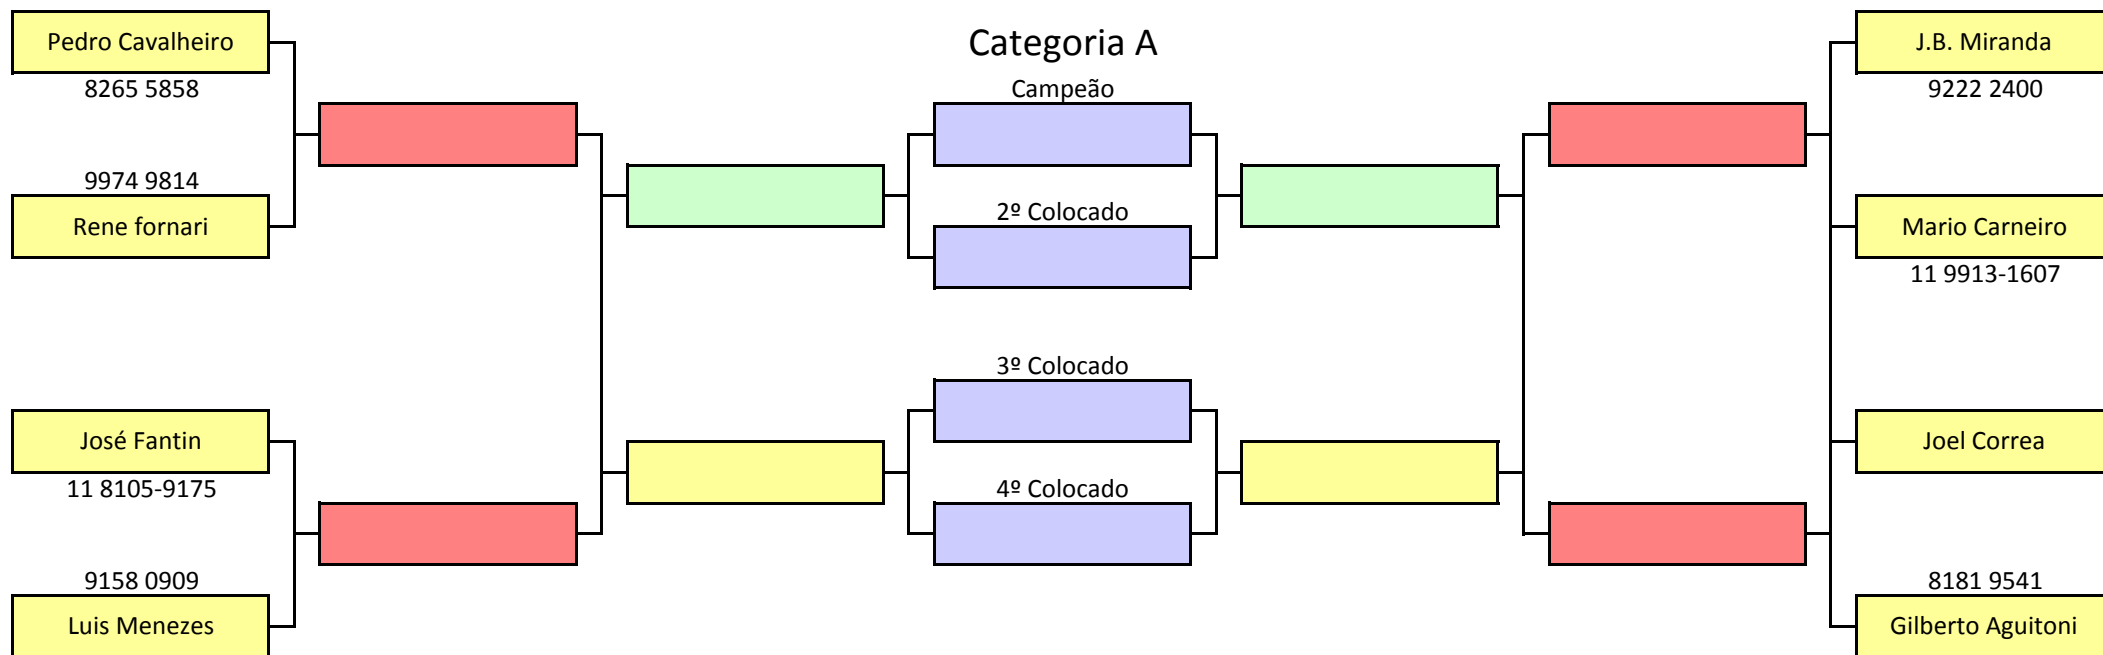 Pedro Cavalheiro
8265 5858
9974 9814
Rene fornari
José Fantin
11 8105-9175
9158 0909
Luis Menezes
Categoria A
Campeão
2º Colocado
3º Colocado
4º Colocado
J.B. Miranda
9222 2400
Mario Carneiro
11 9913-1607
Joel Correa
8181 9541
Gilberto Aguitoni